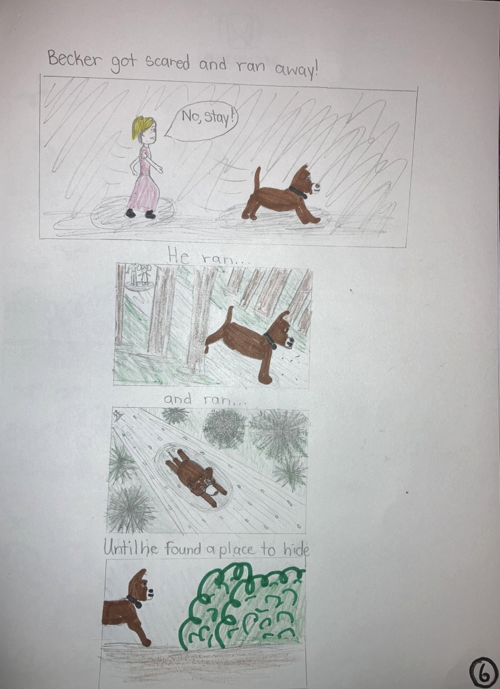 Becker got scared and ran away!
No, stay!
He ran...
and ran...
Until he found a place to hide
6